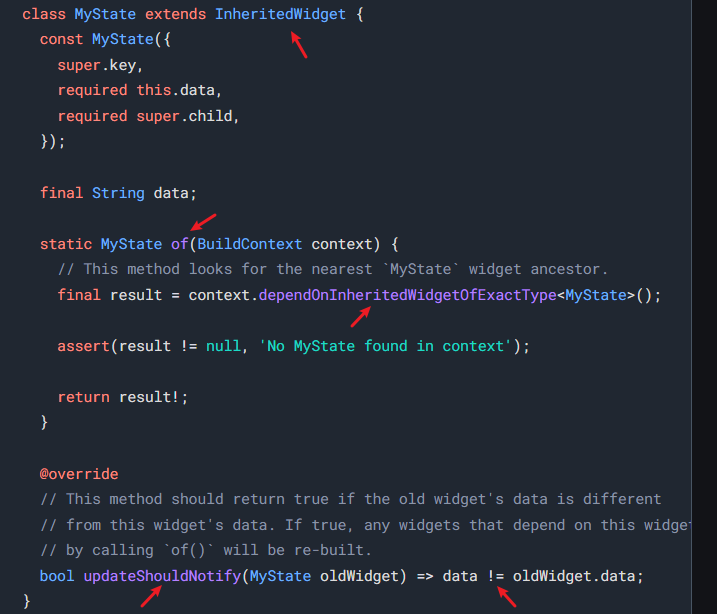 class MyState extends InheritedWidget {
const MyState({
super.key,
required this.data,
required super.child,
});
final String data;
static MyState of(BuildContext context) {
// This method looks for the nearest `MyState` widget ancestor.
final result = context.dependOnInheritedWidgetOfExactType<MyState>();
assert(result != null, 'No MyState found in context');
return result!;
}
@override
// This method should return true if the old widget's data is different
// from this widget's data. If true, any widgets that depend on this widge
// by calling `of()` will be re-built.
bool updateShouldNotify(MyState oldWidget) => data != oldWidget.data;
}